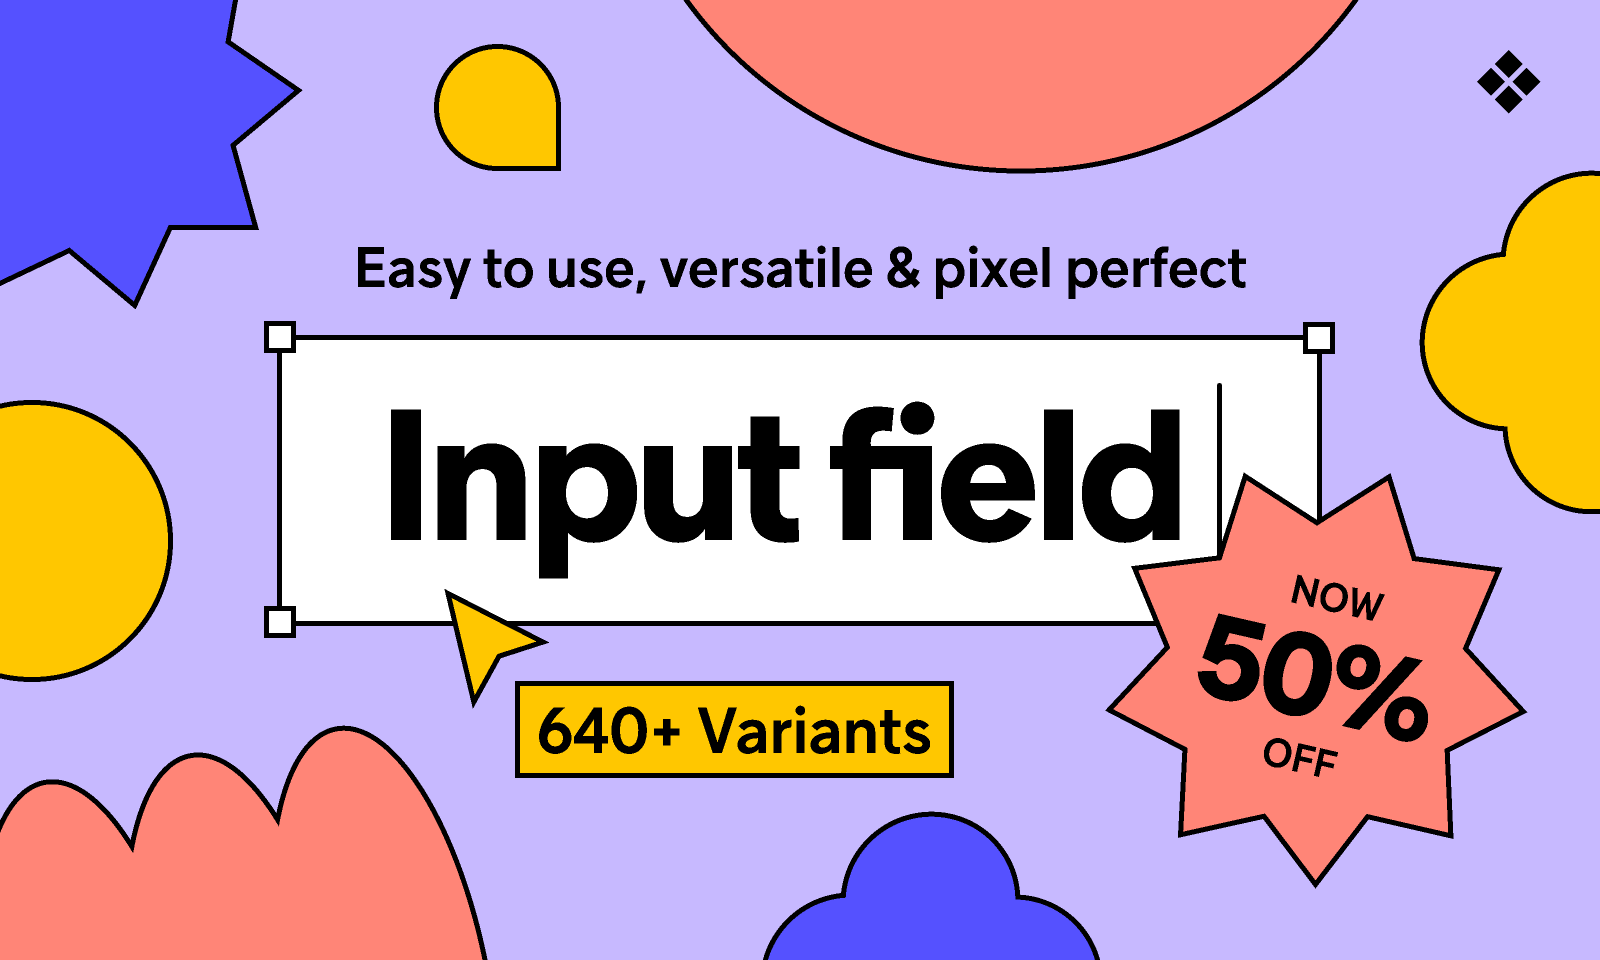 Easy to use, versatile & pixel perfect
Input field
640+ Variants
NOW
50%
OFF